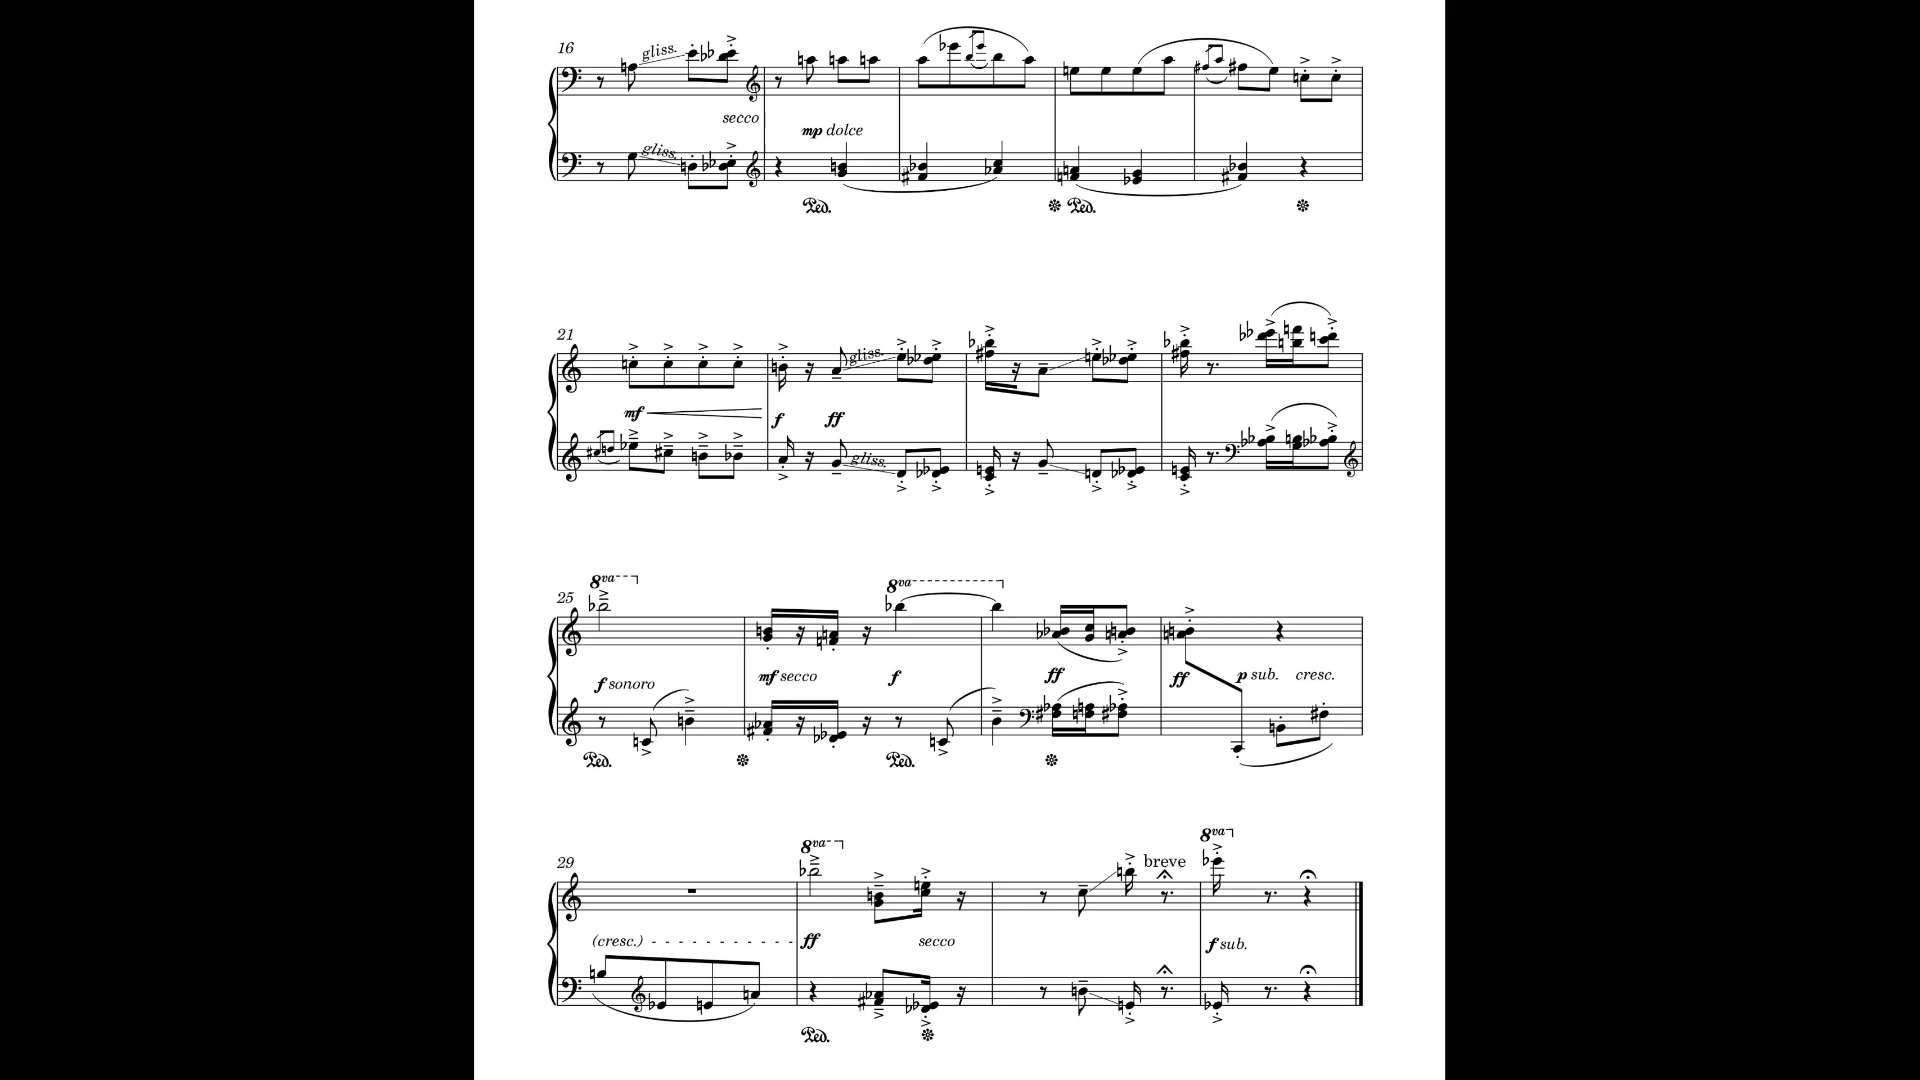 16
gliss.
secco
mp dolce
gliss.
Ped.
Ped.
21
gliss.
mf
f
ff
gliss.
25
8va
8va
f sonoro
mf secco
f
ff
ff
p sub.
cresc.
Ped.
Ped.
29
8va
breve
8va
(cresc.)
ff
secco
f sub.
Ped.